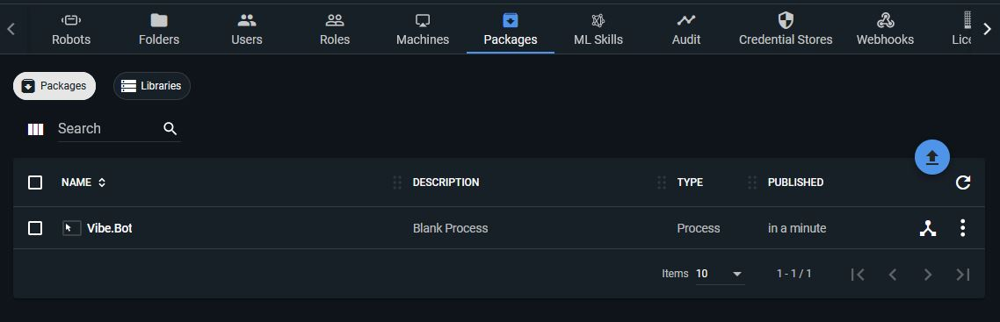 Robots Folders Users Roles Machines Packages ML Skills Audit Credential Stores Webhooks Lice
Packages Libraries
Search
NAME DESCRIPTION TYPE PUBLISHED
Vibe.Bot Blank Process Process in a minute
Items 10 1 - 1 / 1